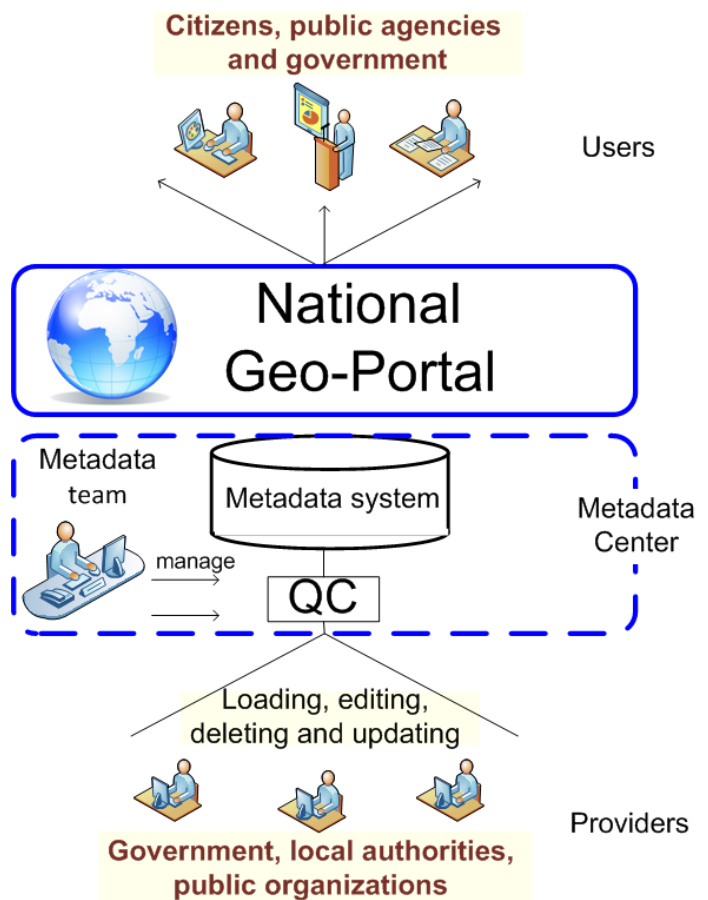 Citizens, public agencies
and government
Users
National
Geo-Portal
Metadata
team
Metadata system
Metadata
Center
manage
QC
Loading, editing,
deleting and updating
Providers
Government, local authorities,
public organizations